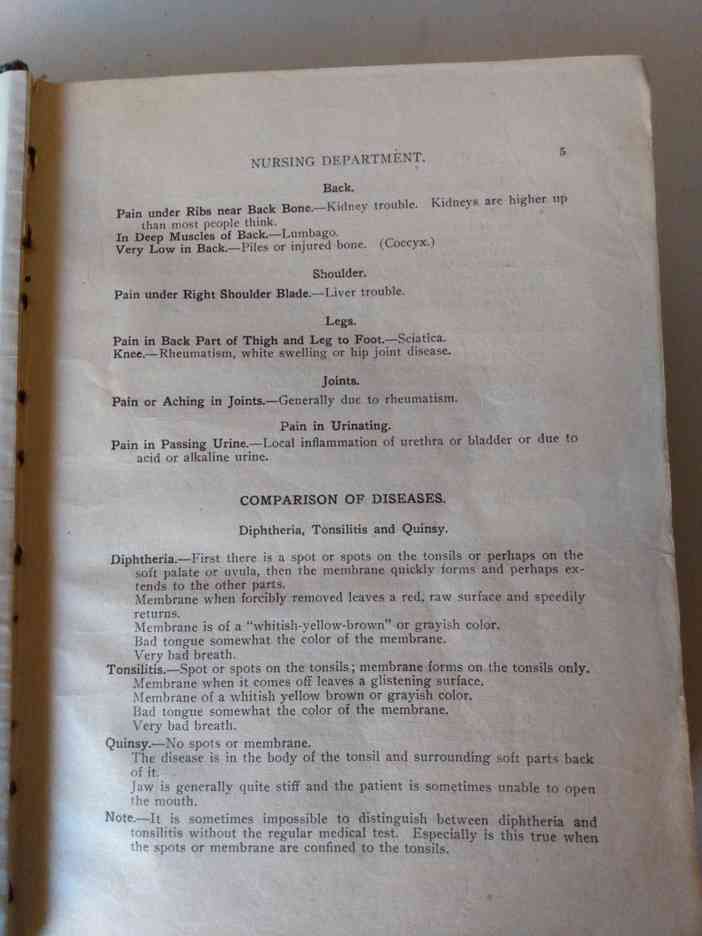 NURSING DEPARTMENT. 5
Back.
Pain under Ribs near Back Bone.—Kidney trouble. Kidneys are higher up
than most people think.
In Deep Muscles of Back.—Lumbago.
Very Low in Back.—Piles or injured bone. (Coccyx.)
Shoulder.
Pain under Right Shoulder Blade.—Liver trouble.
Legs.
Pain in Back Part of Thigh and Leg to Foot.—Sciatica.
Knee.—Rheumatism, white swelling or hip joint disease.
Joints.
Pain or Aching in Joints.—Generally due to rheumatism.
Pain in Urinating.
Pain in Passing Urine.—Local inflammation of urethra or bladder or due to
acid or alkaline urine.
COMPARISON OF DISEASES.
Diphtheria, Tonsilitis and Quinsy.
Diphtheria.—First there is a spot or spots on the tonsils or perhaps on the
soft palate or uvula, then the membrane quickly forms and perhaps ex-
tends to the other parts.
Membrane when forcibly removed leaves a red, raw surface and speedily
returns.
Membrane is of a "whitish-yellow-brown" or grayish color.
Bad tongue somewhat the color of the membrane.
Very bad breath.
Tonsilitis.—Spot or spots on the tonsils; membrane forms on the tonsils only.
Membrane when it comes off leaves a glistening surface.
Membrane of a whitish yellow brown or grayish color.
Bad tongue somewhat the color of the membrane.
Very bad breath.
Quinsy.—No spots or membrane.
The disease is in the body of the tonsil and surrounding soft parts back
of it.
Jaw is generally quite stiff and the patient is sometimes unable to open
the mouth.
Note.—It is sometimes impossible to distinguish between diphtheria and
tonsilitis without the regular medical test. Especially is this true when
the spots or membrane are confined to the tonsils.